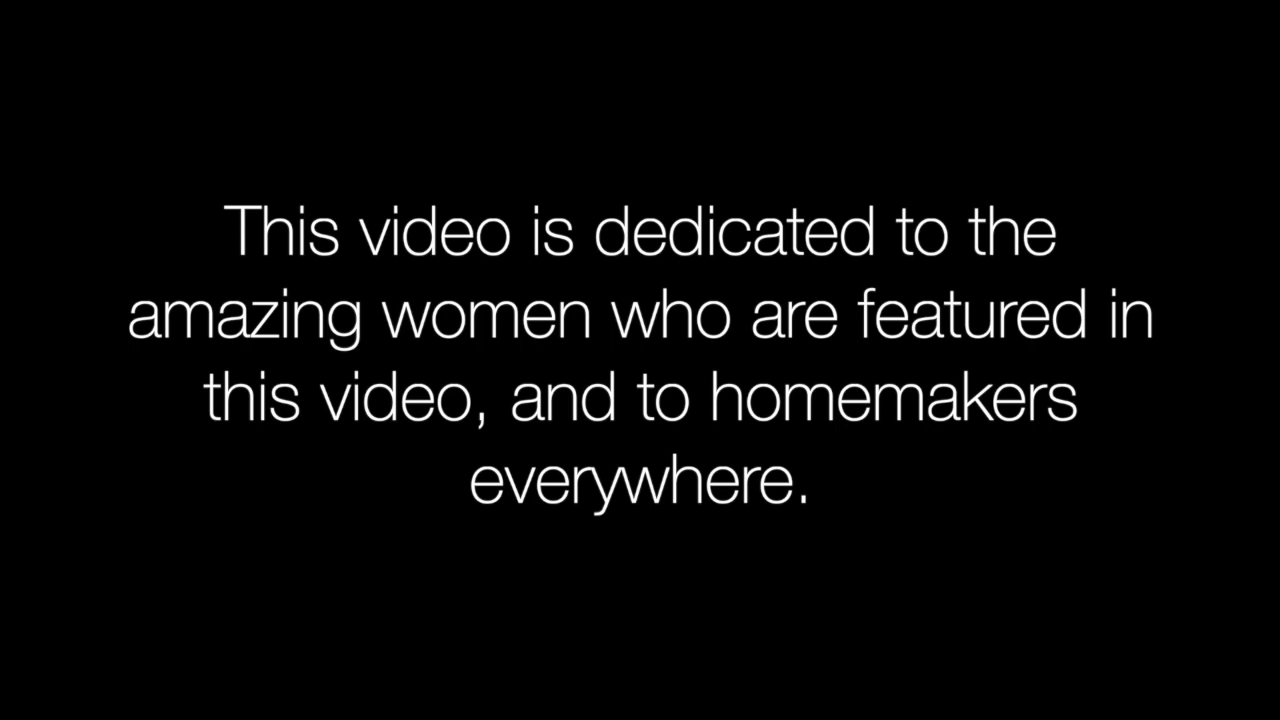 This video is dedicated to the
amazing women who are featured in
this video, and to homemakers
everywhere.